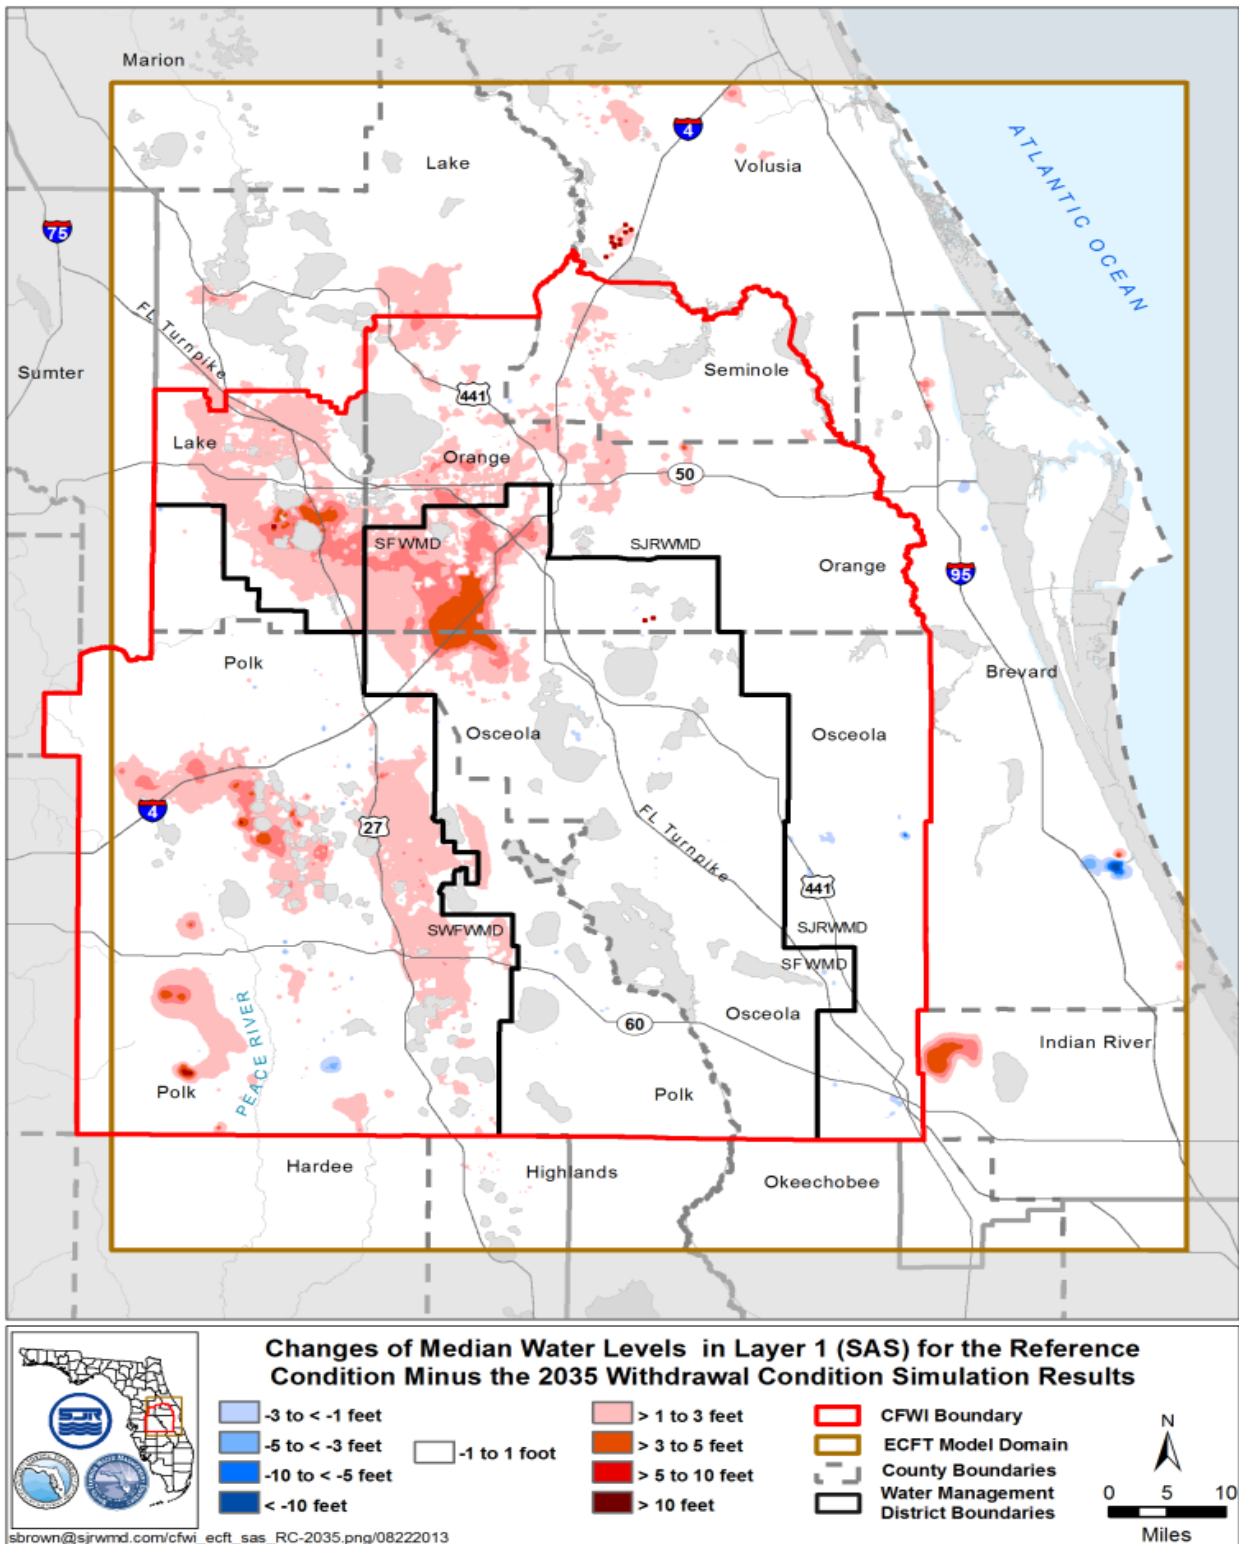 Marion
Lake
4
Volusia
ATLANTIC OCEAN
75
FL Turnpike
Sumter
441
Seminole
Lake
Orange
50
SFWMD
SJRWMD
Orange
95
Polk
Brevard
Osceola
Osceola
4
27
FL Turnpike
441
SWFWMD
SJRWMD
SFWMD
PEACE RIVER
60
Osceola
Indian River
Polk
Polk
Hardee
Highlands
Okeechobee
Changes of Median Water Levels in Layer 1 (SAS) for the Reference
Condition Minus the 2035 Withdrawal Condition Simulation Results
SJR
-3 to < -1 feet
-5 to < -3 feet
-10 to < -5 feet
< -10 feet
-1 to 1 foot
> 1 to 3 feet
> 3 to 5 feet
> 5 to 10 feet
> 10 feet
CFWI Boundary
ECFT Model Domain
County Boundaries
Water Management
District Boundaries
N
0 5 10
Miles
sbrown@sjrwmd.com/cfwi_ecft_sas_RC-2035.png/08222013